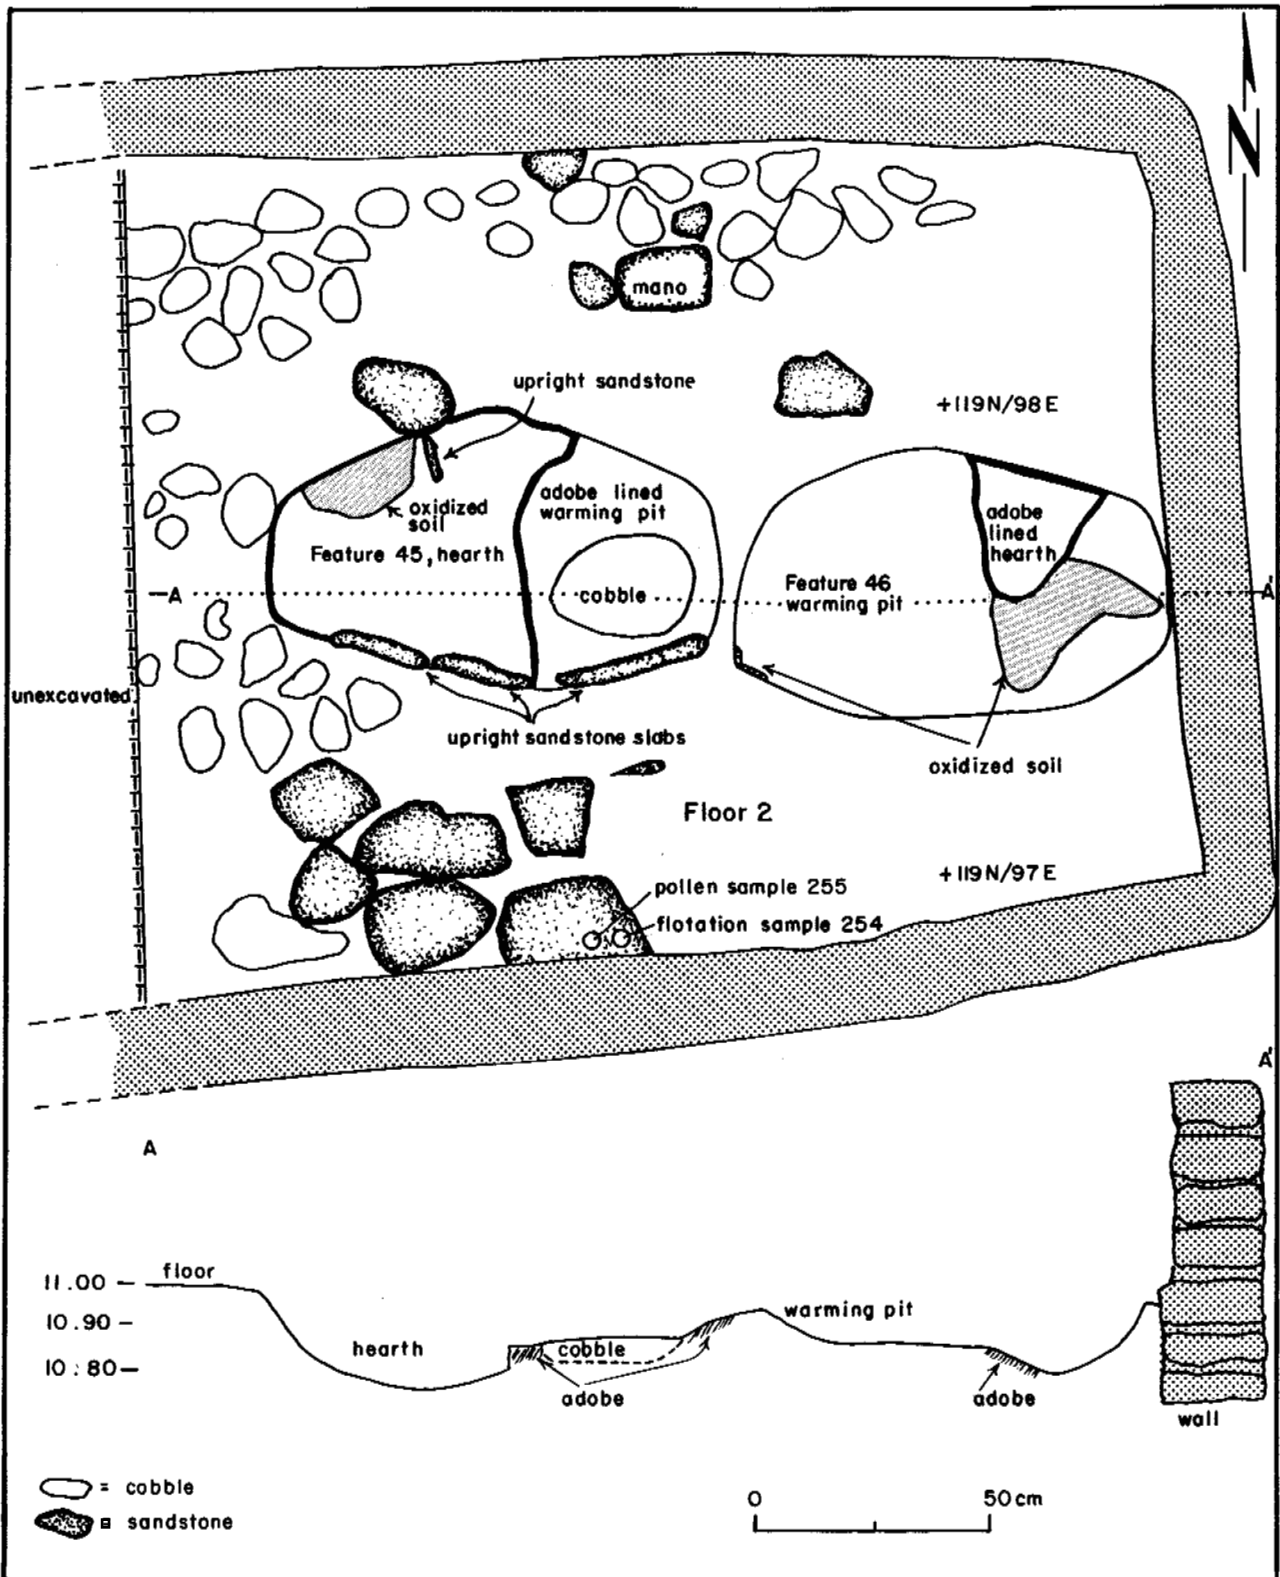 N
mano
upright sandstone
+119N/98E
adobe lined
warming pit
oxidized
soil
Feature 45, hearth
adobe
lined
hearth
A
cobble
Feature 46
warming pit
A'
unexcavated
upright sandstone slabs
oxidized soil
Floor 2
+119N/97E
pollen sample 255
flotation sample 254
A'
A
floor
11.00
10.90
10:80
hearth
cobble
adobe
warming pit
adobe
wall
= cobble
= sandstone
0 50cm